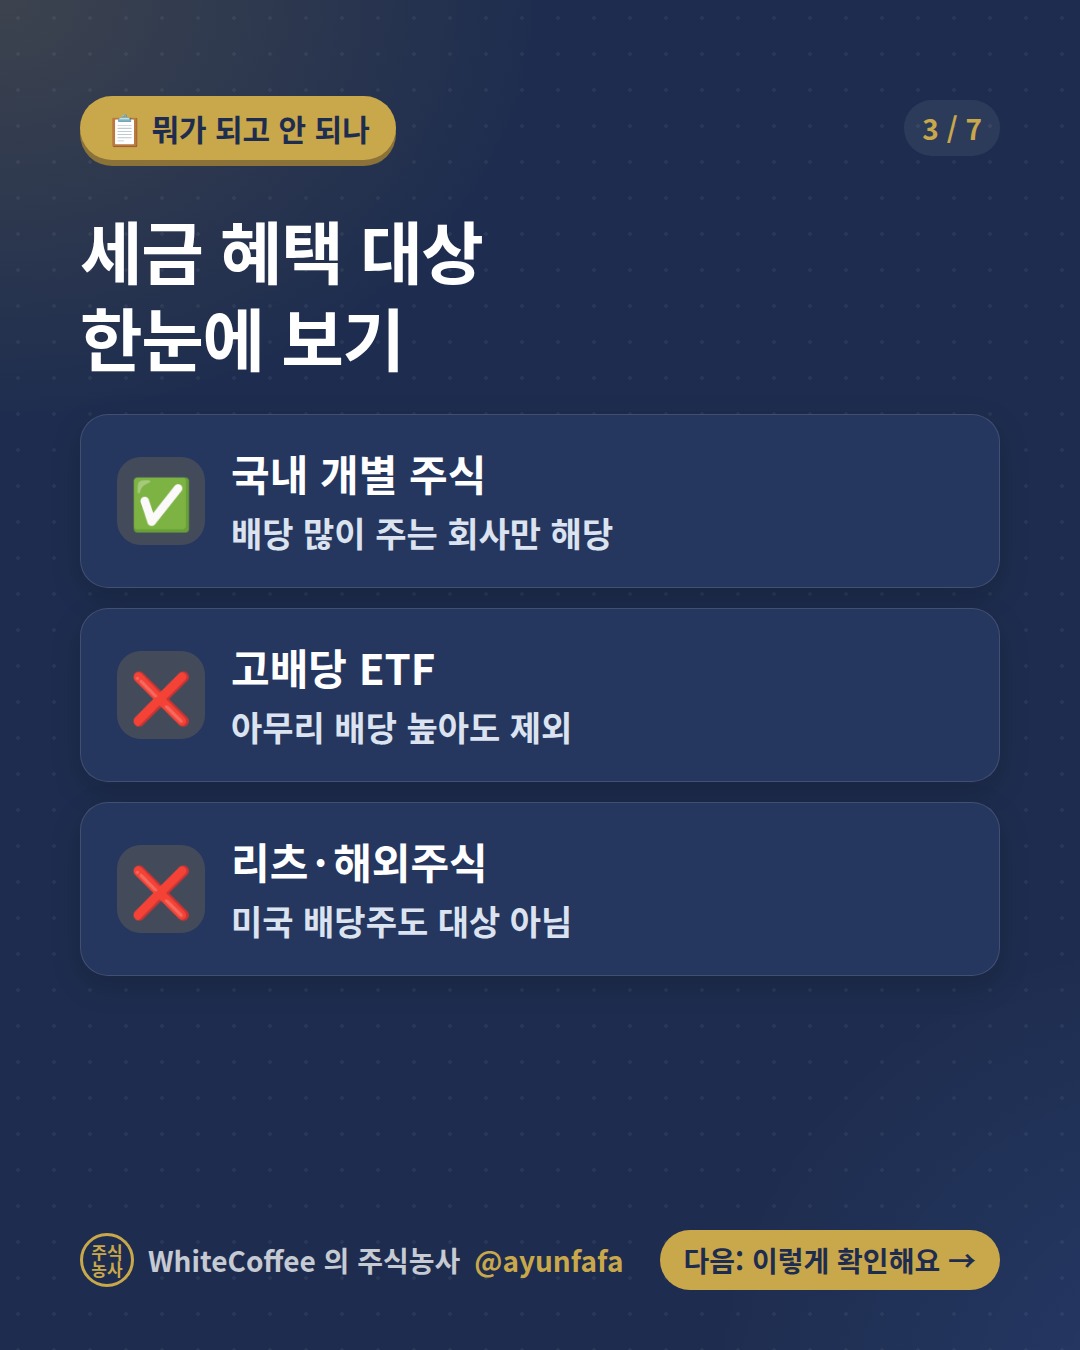 📋 뭐가 되고 안 되나
3 / 7
세금 혜택 대상
한눈에 보기
✅ 국내 개별 주식
배당 많이 주는 회사만 해당
❌ 고배당 ETF
아무리 배당 높아도 제외
❌ 리츠·해외주식
미국 배당주도 대상 아님
주식
농사
WhiteCoffee 의 주식농사 @ayunfafa
다음: 이렇게 확인해요 →